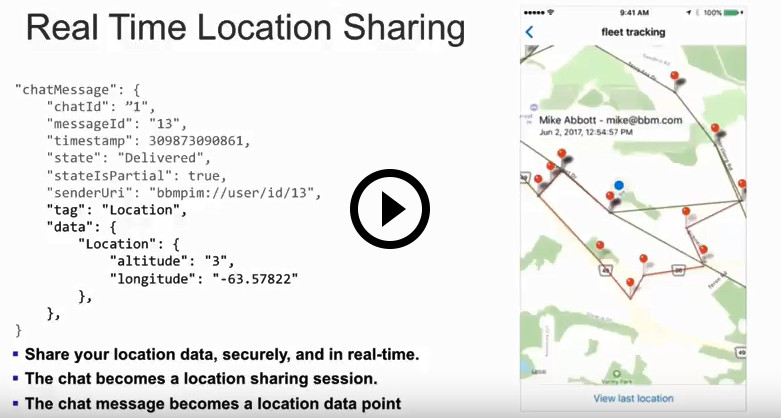 Real Time Location Sharing
"chatMessage": {
"chatId": ”1",
"messageId": "13",
"timestamp": 309873090861,
"state": "Delivered",
"stateIsPartial": true,
"senderUri": "bbmpim://user/id/13",
"tag": "Location",
"data": {
"Location": {
"altitude": "3",
"longitude": "-63.57822"
},
},
}
▪ Share your location data, securely, and in real-time.
▪ The chat becomes a location sharing session.
▪ The chat message becomes a location data point
9:41 AM
100%
fleet tracking
Mike Abbott - mike@bbm.com
Jun 2, 2017, 12:54:57 PM
Valley Park
View last location